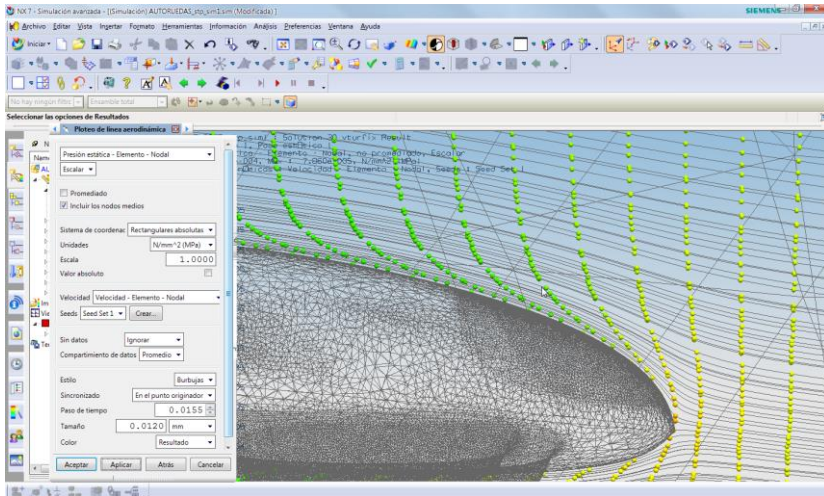 NX 7 - Simulación avanzada - [(Simulación) AUTORUEDAS_stp_sim1.sim (Modificada) ]
SIEMENS
Archivo Editar Vista Insertar Formato Herramientas Información Análisis Preferencias Ventana Ayuda
Iniciar
No hay ningún filtro Ensamble total
Seleccionar las opciones de Resultados
Ploteo de línea aerodinámica
Presión estática - Elemento - Nodal
Escalar
Promediado
Incluir los nodos medios
Sistema de coordenac Rectangulares absolutas
Unidades N/mm^2 (MPa)
Escala 1.0000
Valor absoluto
Velocidad Velocidad - Elemento - Nodal
Seeds Seed Set 1 Crear...
Sin datos Ignorar
Compartimiento de datos Promedio
Estilo Burbujas
Sincronizado En el punto originador
Paso de tiempo 0.0155
Tamaño 0.0120 mm
Color Resultado
Aceptar Aplicar Atrás Cancelar